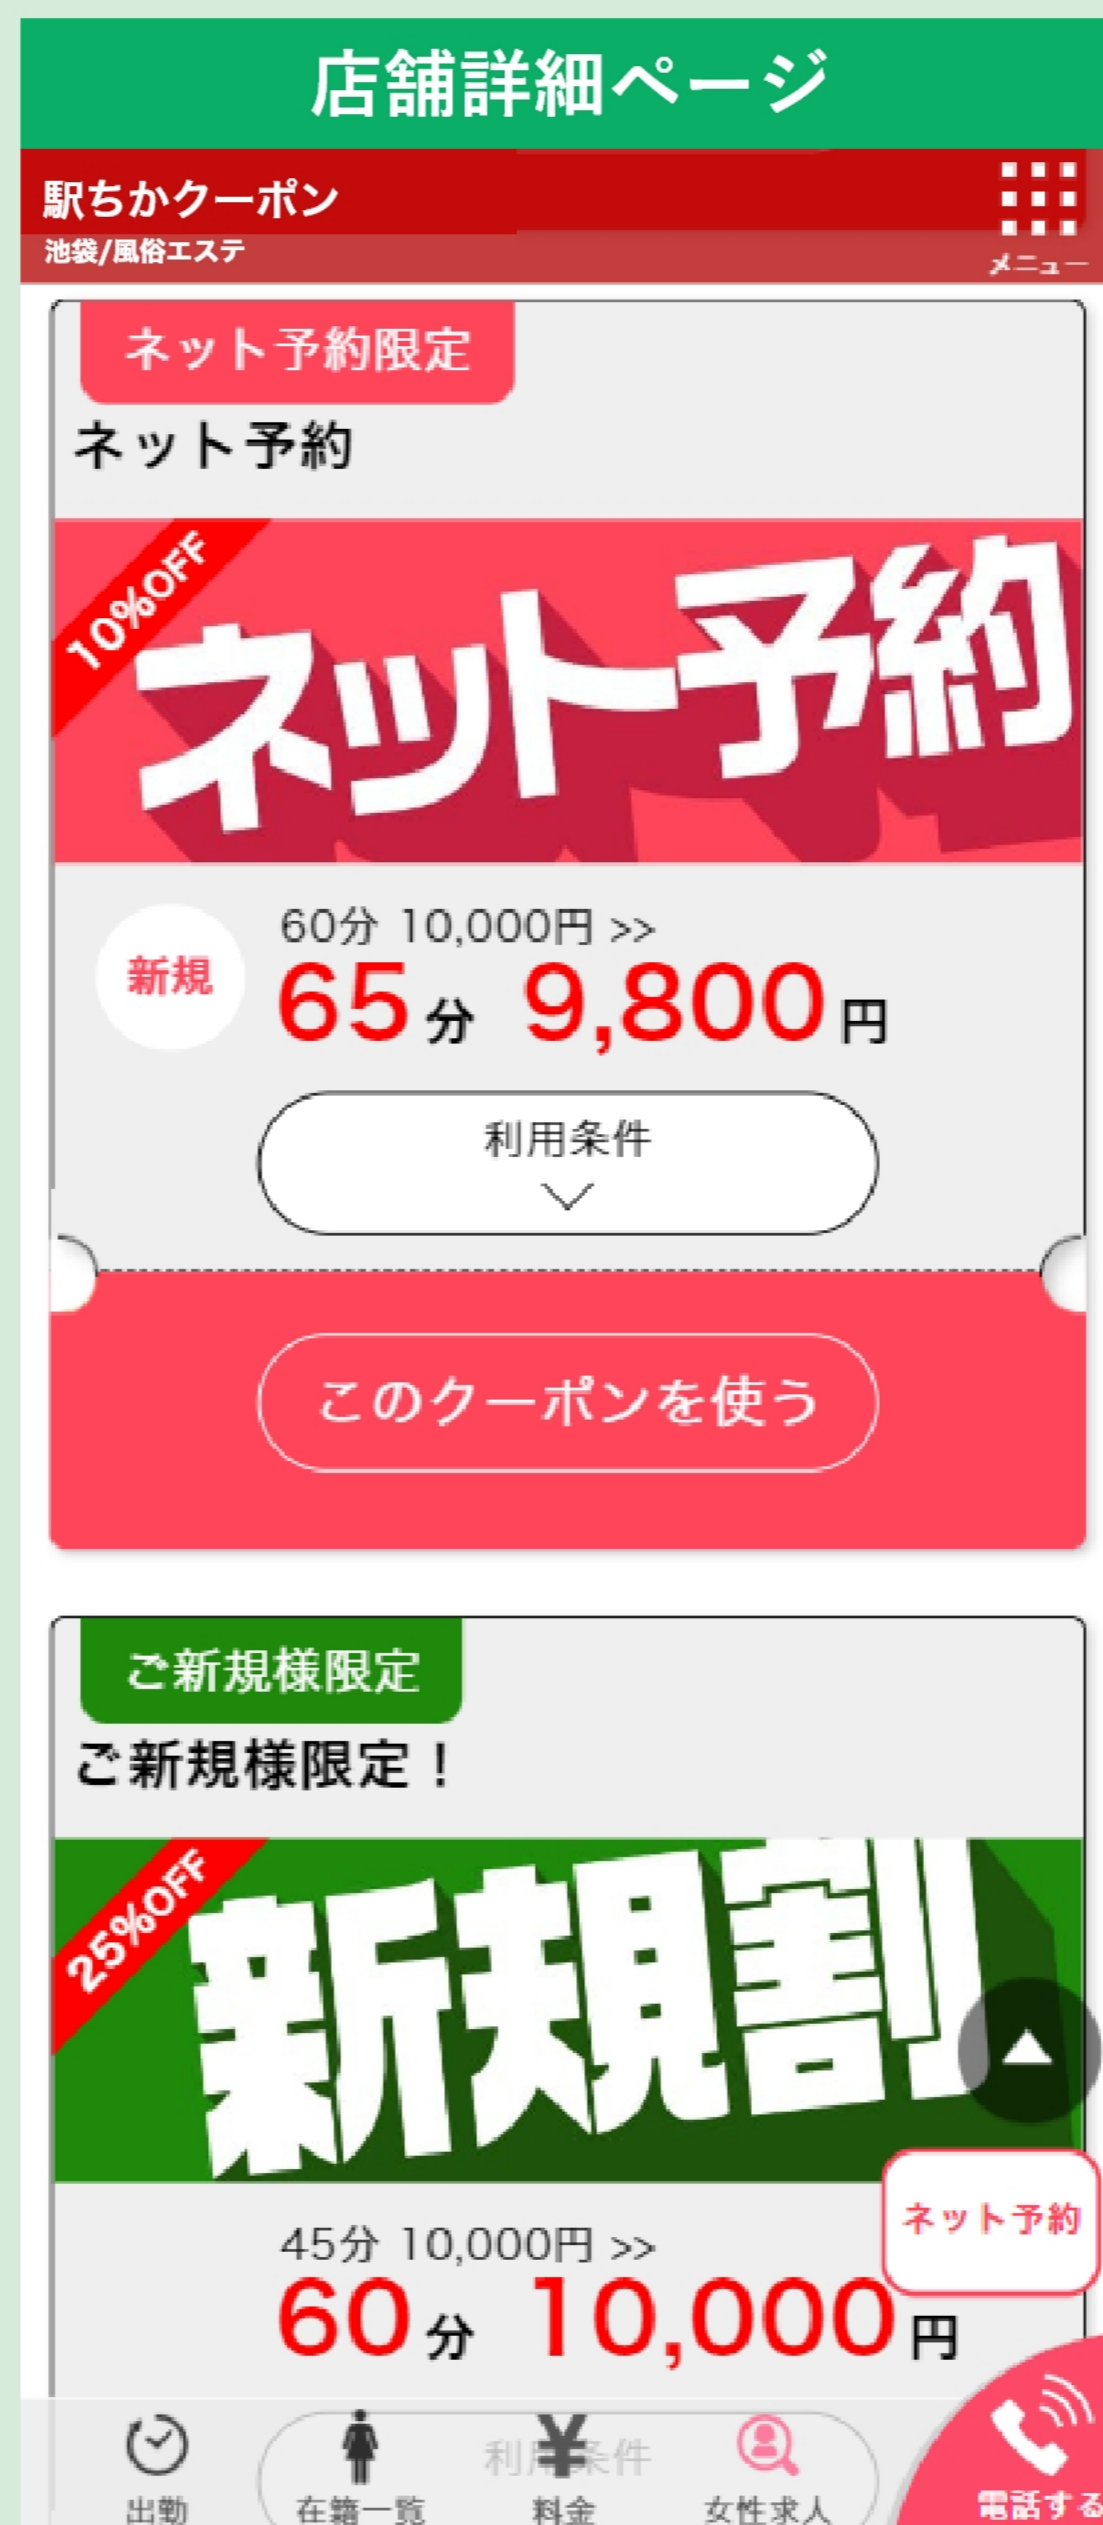 店舗詳細ページ
駅ちかクーポン
池袋/風俗エステ
メニュー
ネット予約限定
ネット予約
10%OFF
ネット予約
60分 10,000円 >>
新規
65分 9,800円
利用条件
このクーポンを使う
ご新規様限定
ご新規様限定！
25%OFF
新規割
ネット予約
45分 10,000円 >>
60分 10,000円
利用条件
¥
出勤
在籍一覧
料金
女性求人
電話する